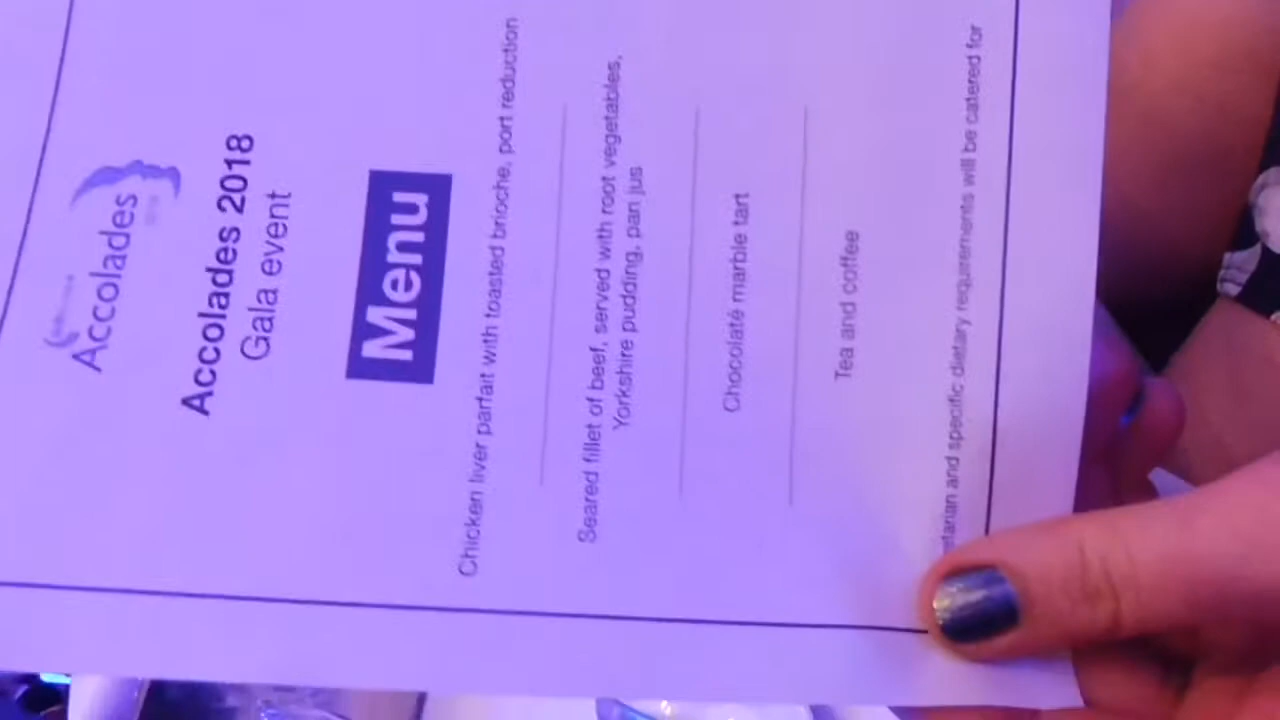 Accolades
Accolades 2018
Gala event
Menu
Chicken liver parfait with toasted brioche, port reduction
Seared fillet of beef, served with root vegetables,
Yorkshire pudding, pan jus
Chocolate marble tart
Tea and coffee
etarian and specific dietary requirements will be catered for